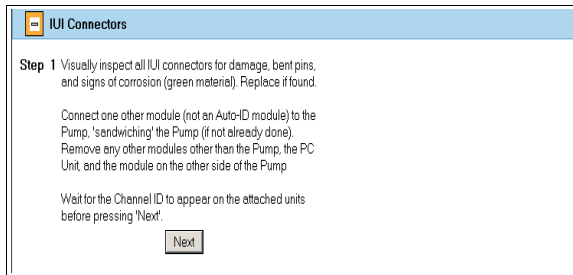 IUI Connectors
Step 1 Visually inspect all IUI connectors for damage, bent pins,
and signs of corrosion (green material). Replace if found.
Connect one other module (not an Auto-ID module) to the
Pump, 'sandwiching' the Pump (if not already done).
Remove any other modules other than the Pump, the PC
Unit, and the module on the other side of the Pump
Wait for the Channel ID to appear on the attached units
before pressing 'Next'.
Next